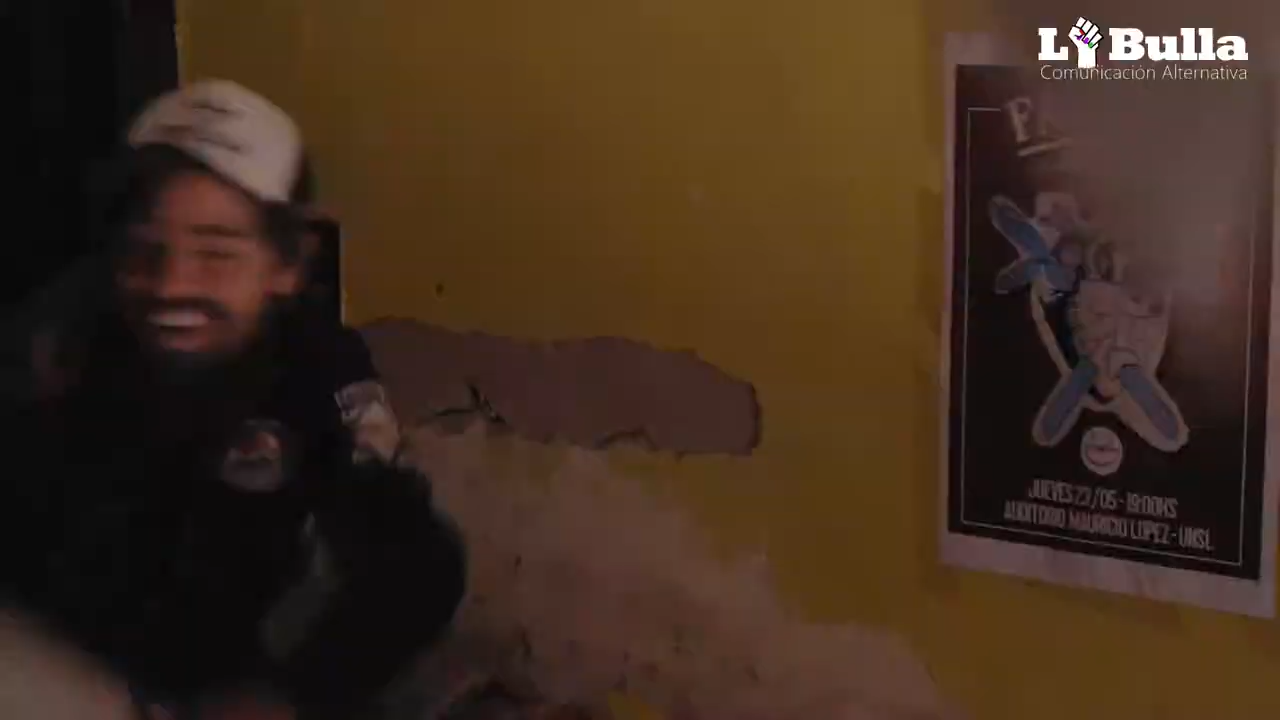 La Bulla
Comunicación Alternativa
JUEVES 23/05 - 19:00HS
AUDITORIO MAURICIO LOPEZ - UNSL